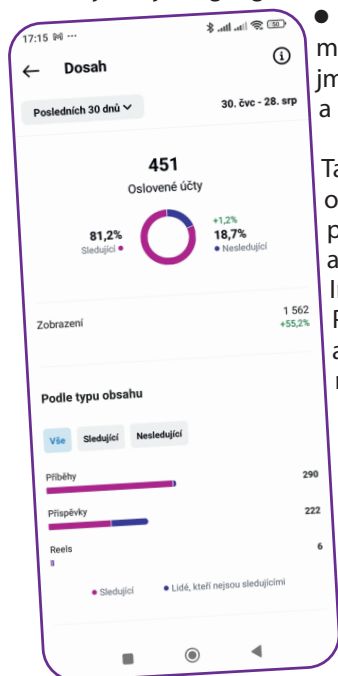 17:15
50
Dosah
Posledních 30 dnů
30. čvc - 28. srp
451
Oslovené účty
81,2%
Sledující
+1,2%
18,7%
Nesledující
Zobrazení
1 562
+55,2%
Podle typu obsahu
Vše
Sledující
Nesledující
Příběhy
290
Příspěvky
222
Reels
6
Sledující
Lidé, kteří nejsou sledujícími